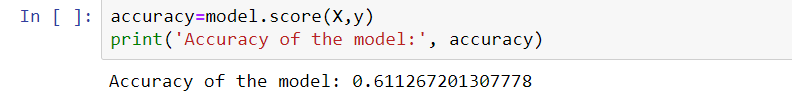 In [ ]: accuracy=model.score(X,y)
print('Accuracy of the model:', accuracy)
Accuracy of the model: 0.611267201307778